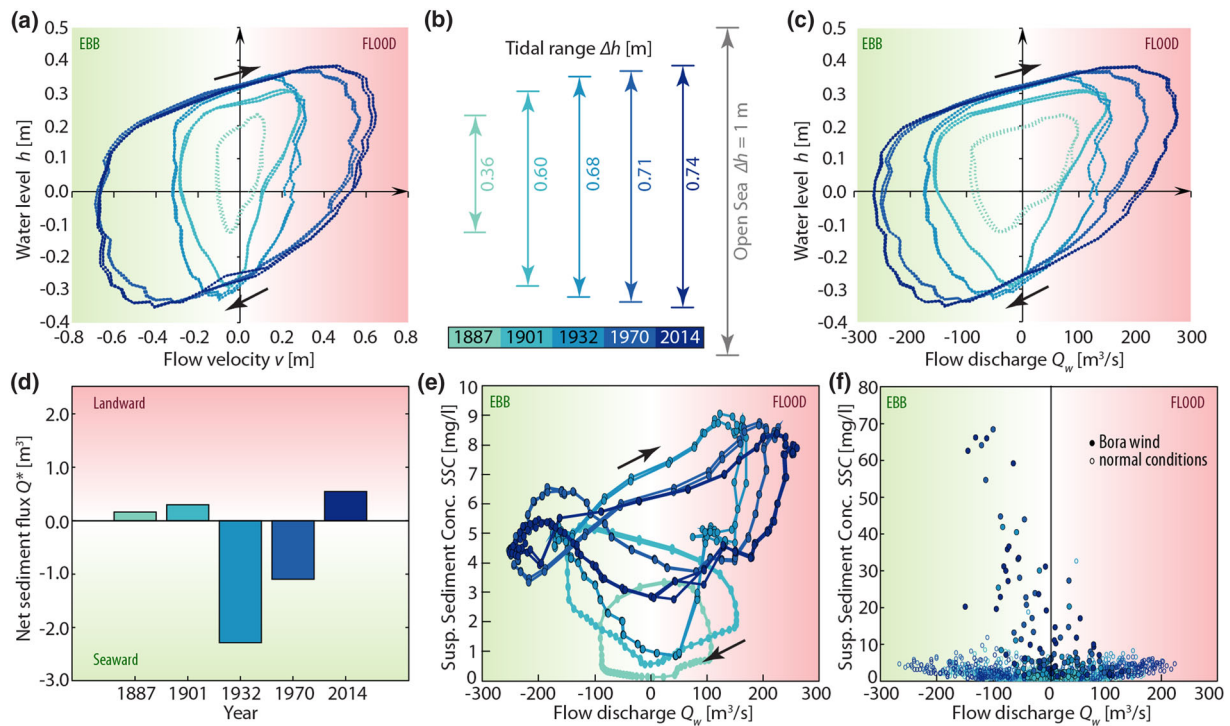 (a)
EBB
FLOOD
0.5
0.4
0.3
0.2
0.1
0.0
-0.1
-0.2
-0.3
-0.4
Water level h [m]
-0.8 -0.6 -0.4 -0.2 0.0 0.2 0.4 0.6 0.8
Flow velocity v [m]
(b)
Tidal range Δh [m]
0.36
0.60
0.68
0.71
0.74
Open Sea Δh = 1 m
1887 1901 1932 1970 2014
(c)
EBB
FLOOD
0.5
0.4
0.3
0.2
0.1
0.0
-0.1
-0.2
-0.3
-0.4
Water level h [m]
-300 -200 -100 0 100 200 300
Flow discharge Qw [m³/s]
(d)
Landward
2.0
1.0
0.0
-1.0
-2.0
-3.0
Net sediment flux Q* [m³]
Seaward
1887 1901 1932 1970 2014
Year
(e)
EBB
FLOOD
10
9
8
7
6
5
4
3
2
1
0
Susp. Sediment Conc. SSC [mg/l]
-300 -200 -100 0 100 200 300
Flow discharge Qw [m³/s]
(f)
EBB
FLOOD
Bora wind
normal conditions
80
70
60
50
40
30
20
10
0
Susp. Sediment Conc. SSC [mg/l]
-300 -200 -100 0 100 200 300
Flow discharge Qw [m³/s]